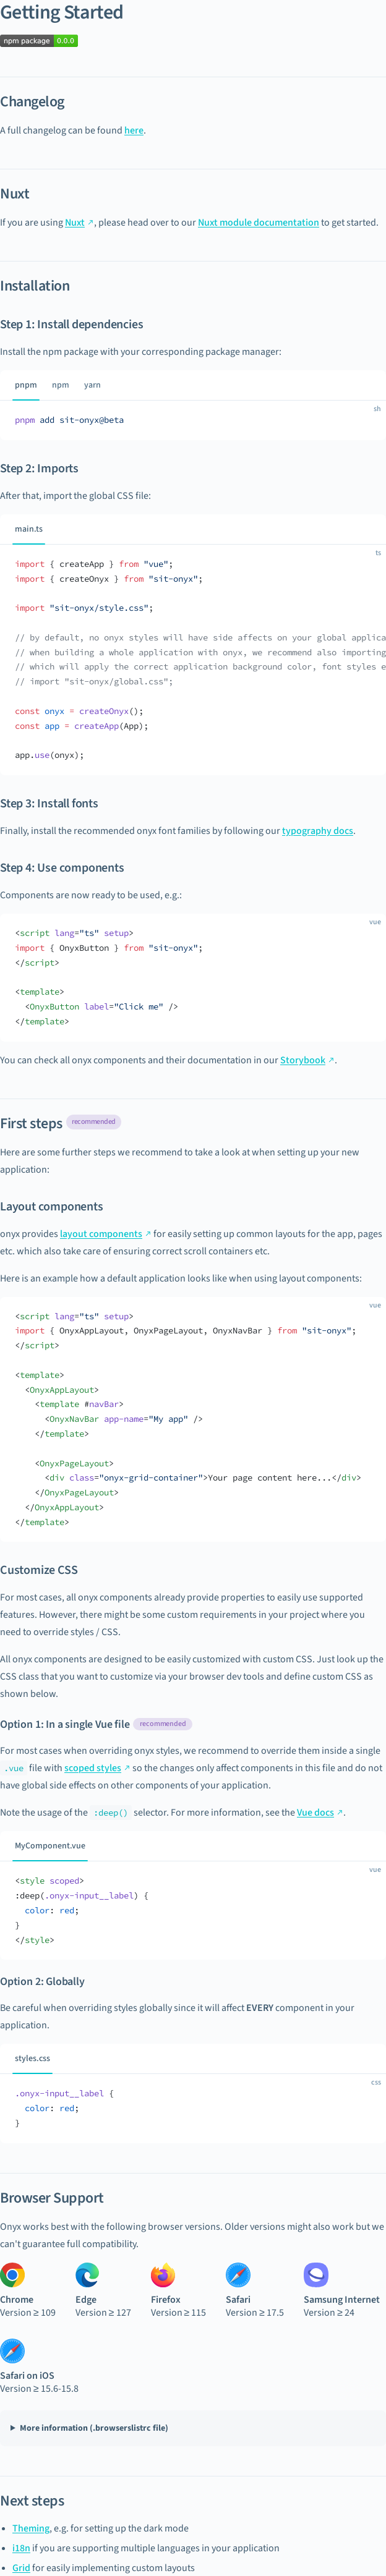 Getting Started
npm package 0.0.0
Changelog
A full changelog can be found here.
Nuxt
If you are using Nuxt ↗, please head over to our Nuxt module documentation to get started.
Installation
Step 1: Install dependencies
Install the npm package with your corresponding package manager:
pnpm npm yarn
sh
pnpm add sit-onyx@beta
Step 2: Imports
After that, import the global CSS file:
main.ts
ts
import { createApp } from "vue";
import { createOnyx } from "sit-onyx";
import "sit-onyx/style.css";
// by default, no onyx styles will have side affects on your global applica
// when building a whole application with onyx, we recommend also importing
// which will apply the correct application background color, font styles e
// import "sit-onyx/global.css";
const onyx = createOnyx();
const app = createApp(App);
app.use(onyx);
Step 3: Install fonts
Finally, install the recommended onyx font families by following our typography docs.
Step 4: Use components
Components are now ready to be used, e.g.:
vue
<script lang="ts" setup>
import { OnyxButton } from "sit-onyx";
</script>
<template>
  <OnyxButton label="Click me" />
</template>
You can check all onyx components and their documentation in our Storybook ↗.
First steps recommended
Here are some further steps we recommend to take a look at when setting up your new
application:
Layout components
onyx provides layout components ↗ for easily setting up common layouts for the app, pages
etc. which also take care of ensuring correct scroll containers etc.
Here is an example how a default application looks like when using layout components:
vue
<script lang="ts" setup>
import { OnyxAppLayout, OnyxPageLayout, OnyxNavBar } from "sit-onyx";
</script>
<template>
  <OnyxAppLayout>
    <template #navBar>
      <OnyxNavBar app-name="My app" />
    </template>
    <OnyxPageLayout>
      <div class="onyx-grid-container">Your page content here...</div>
    </OnyxPageLayout>
  </OnyxAppLayout>
</template>
Customize CSS
For most cases, all onyx components already provide properties to easily use supported
features. However, there might be some custom requirements in your project where you
need to override styles / CSS.
All onyx components are designed to be easily customized with custom CSS. Just look up the
CSS class that you want to customize via your browser dev tools and define custom CSS as
shown below.
Option 1: In a single Vue file recommended
For most cases when overriding onyx styles, we recommend to override them inside a single
.vue file with scoped styles ↗ so the changes only affect components in this file and do not
have global side effects on other components of your application.
Note the usage of the :deep() selector. For more information, see the Vue docs ↗.
MyComponent.vue
vue
<style scoped>
:deep(.onyx-input__label) {
  color: red;
}
</style>
Option 2: Globally
Be careful when overriding styles globally since it will affect EVERY component in your
application.
styles.css
css
.onyx-input__label {
  color: red;
}
Browser Support
Onyx works best with the following browser versions. Older versions might also work but we
can't guarantee full compatibility.
Chrome
Version ≥ 109
Edge
Version ≥ 127
Firefox
Version ≥ 115
Safari
Version ≥ 17.5
Samsung Internet
Version ≥ 24
Safari on iOS
Version ≥ 15.6-15.8
▶ More information (.browserslistrc file)
Next steps
• Theming, e.g. for setting up the dark mode
• i18n if you are supporting multiple languages in your application
• Grid for easily implementing custom layouts